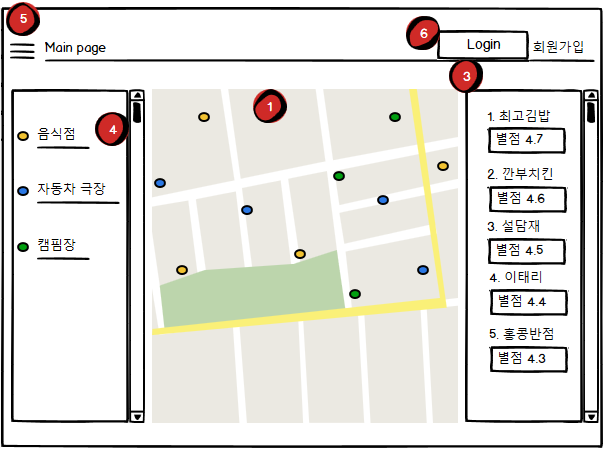 5
Main page
6
Login
회원가입
3
1
4
음식점
자동차 극장
캠핑장
1. 최고김밥
별점 4.7
2. 깐부치킨
별점 4.6
3. 설담재
별점 4.5
4. 이태리
별점 4.4
5. 홍콩반점
별점 4.3